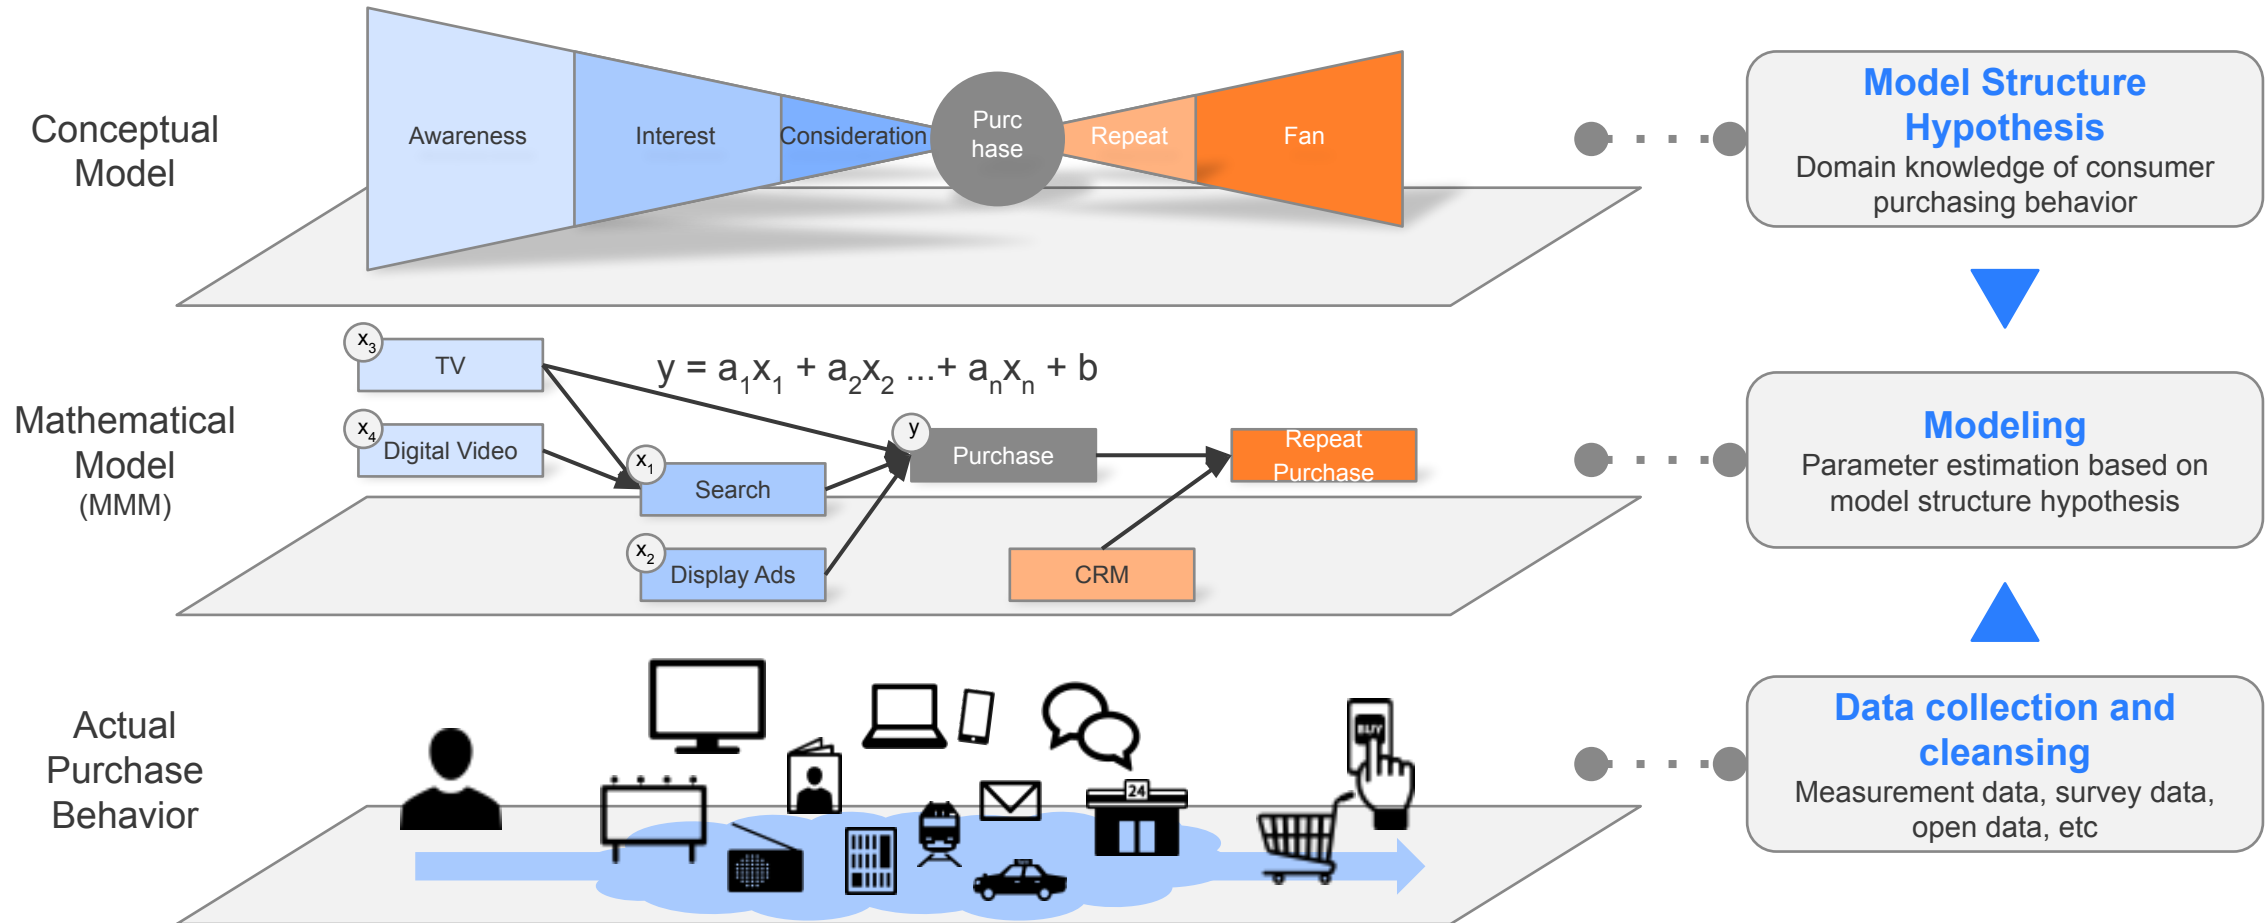 Conceptual
Model
Awareness
Interest
Consideration
Purc
hase
Repeat
Fan
Model Structure
Hypothesis
Domain knowledge of consumer
purchasing behavior
Mathematical
Model
(MMM)
x3
TV
y = a1x1 + a2x2 ...+ anxn + b
x4
Digital Video
x1
Search
x2
Display Ads
y
Purchase
Repeat
Purchase
CRM
Modeling
Parameter estimation based on
model structure hypothesis
Actual
Purchase
Behavior
24
BUY
Data collection and
cleansing
Measurement data, survey data,
open data, etc